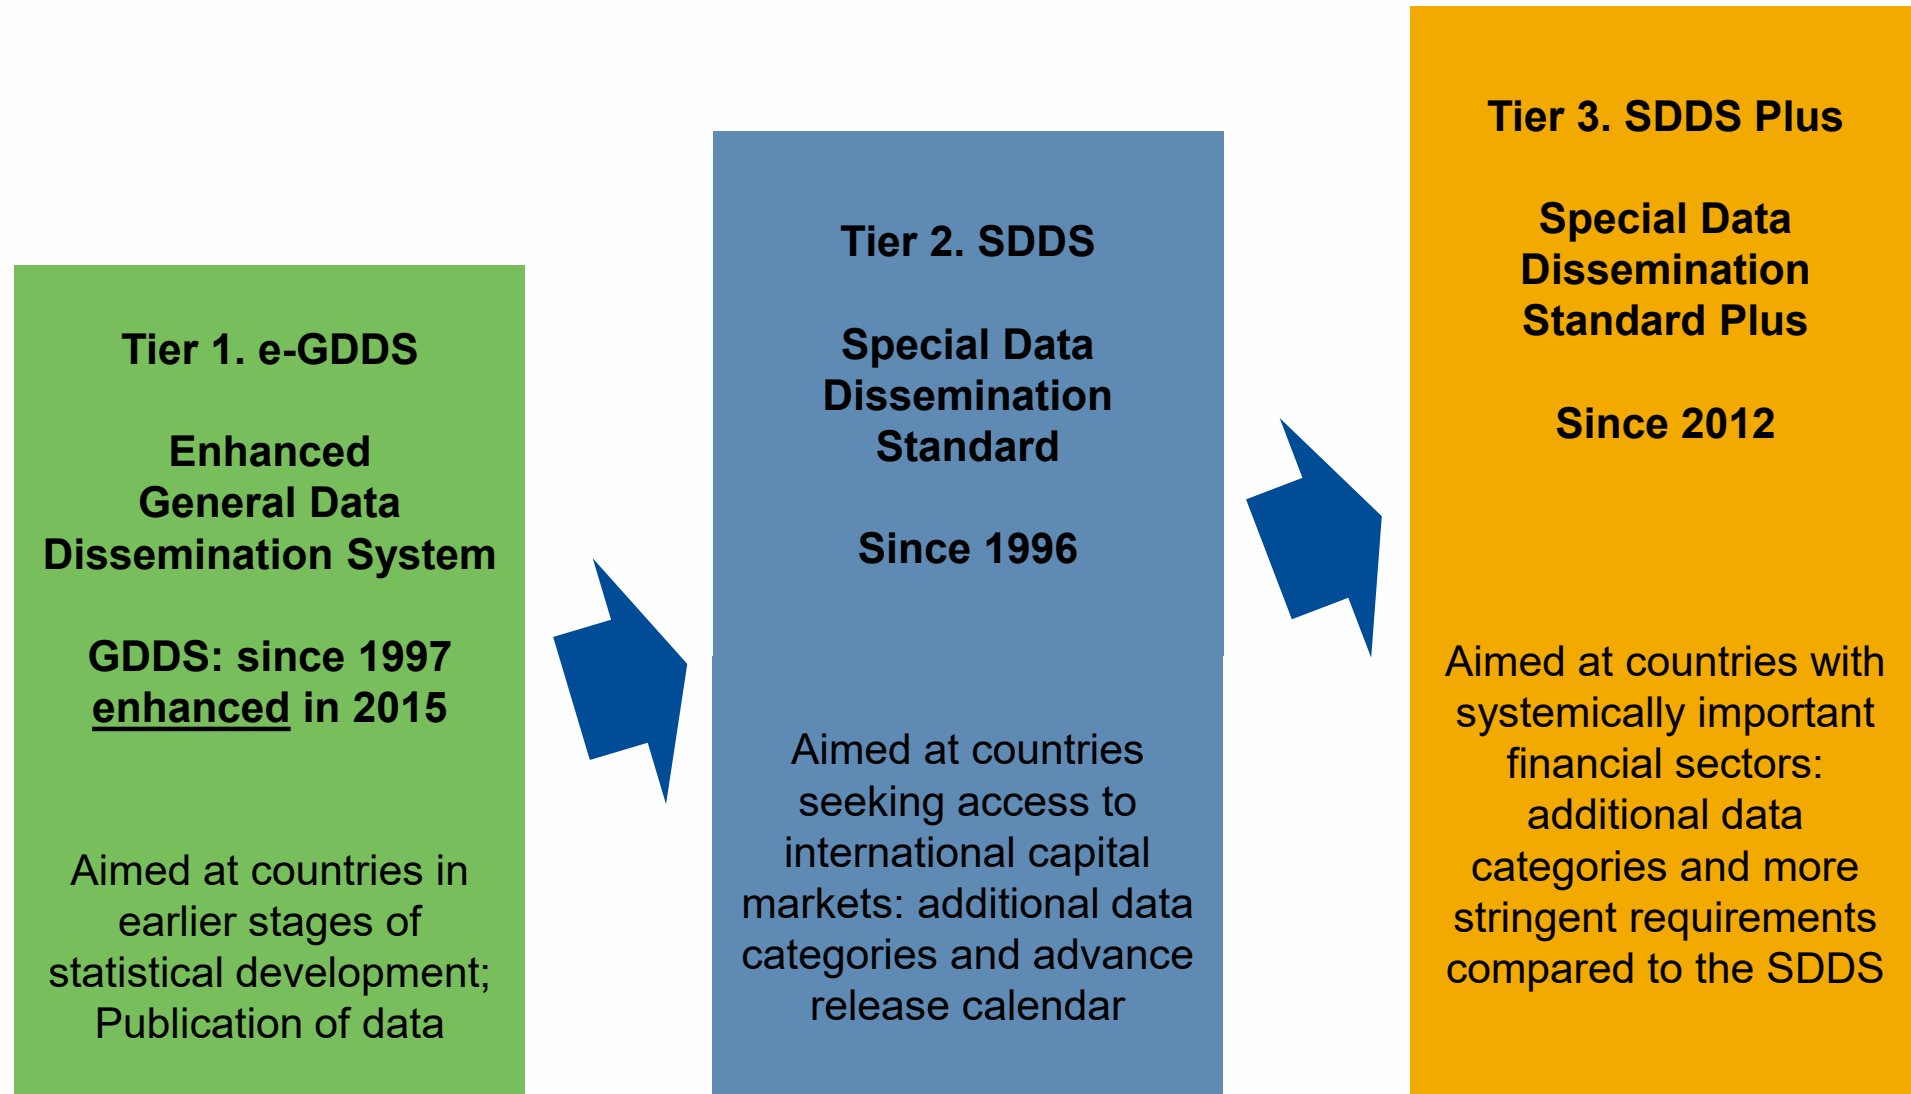 Tier 1. e-GDDS
Enhanced
General Data
Dissemination System
GDDS: since 1997
enhanced in 2015
Aimed at countries in
earlier stages of
statistical development;
Publication of data
Tier 2. SDDS
Special Data
Dissemination
Standard
Since 1996
Aimed at countries
seeking access to
international capital
markets: additional data
categories and advance
release calendar
Tier 3. SDDS Plus
Special Data
Dissemination
Standard Plus
Since 2012
Aimed at countries with
systemically important
financial sectors:
additional data
categories and more
stringent requirements
compared to the SDDS